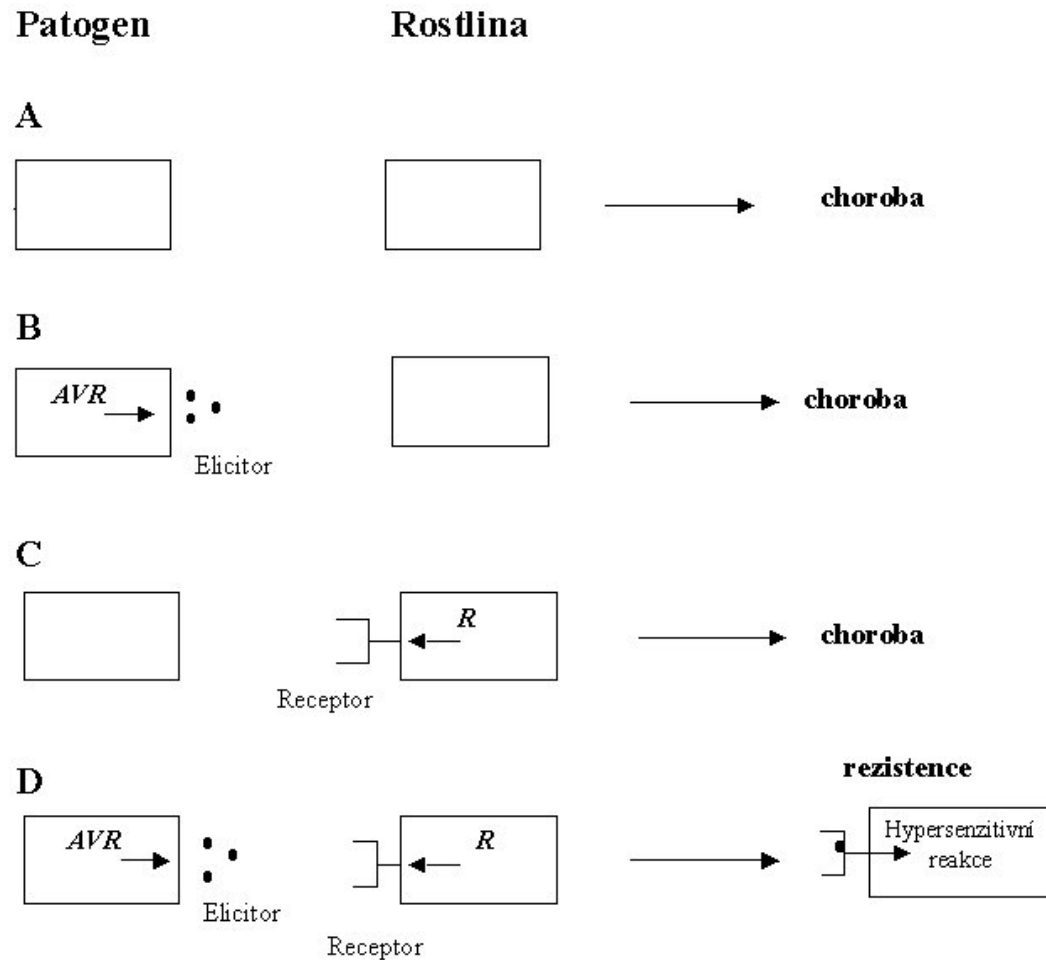 Patogen Rostlina
A
choroba
B
AVR
choroba
Elicitor
C
R
choroba
Receptor
D
rezistence
AVR
R
Hypersenzitivní
reakce
Elicitor
Receptor